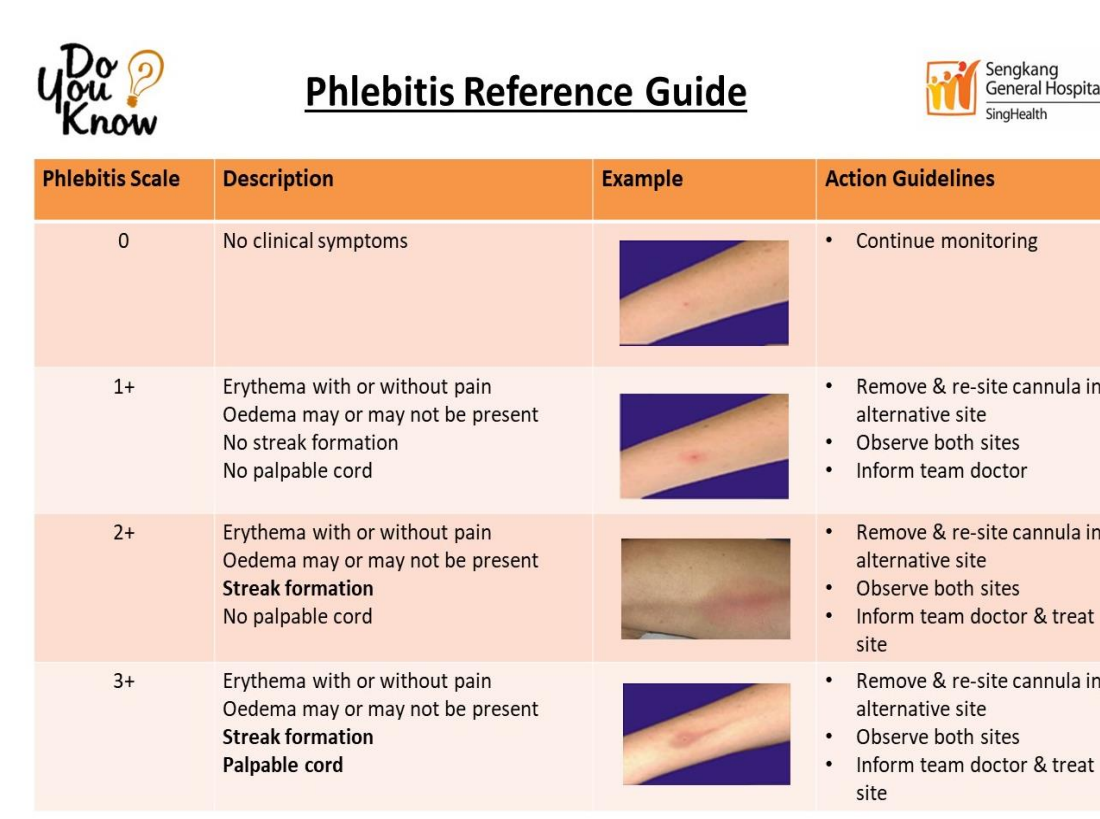 Do
You
Know
Phlebitis Reference Guide
Sengkang
General Hospita
SingHealth
Phlebitis Scale Description Example Action Guidelines
0 No clinical symptoms • Continue monitoring
1+ Erythema with or without pain • Remove & re-site cannula in
Oedema may or may not be present alternative site
No streak formation • Observe both sites
No palpable cord • Inform team doctor
2+ Erythema with or without pain • Remove & re-site cannula in
Oedema may or may not be present alternative site
Streak formation • Observe both sites
No palpable cord • Inform team doctor & treat
site
3+ Erythema with or without pain • Remove & re-site cannula in
Oedema may or may not be present alternative site
Streak formation • Observe both sites
Palpable cord • Inform team doctor & treat
site